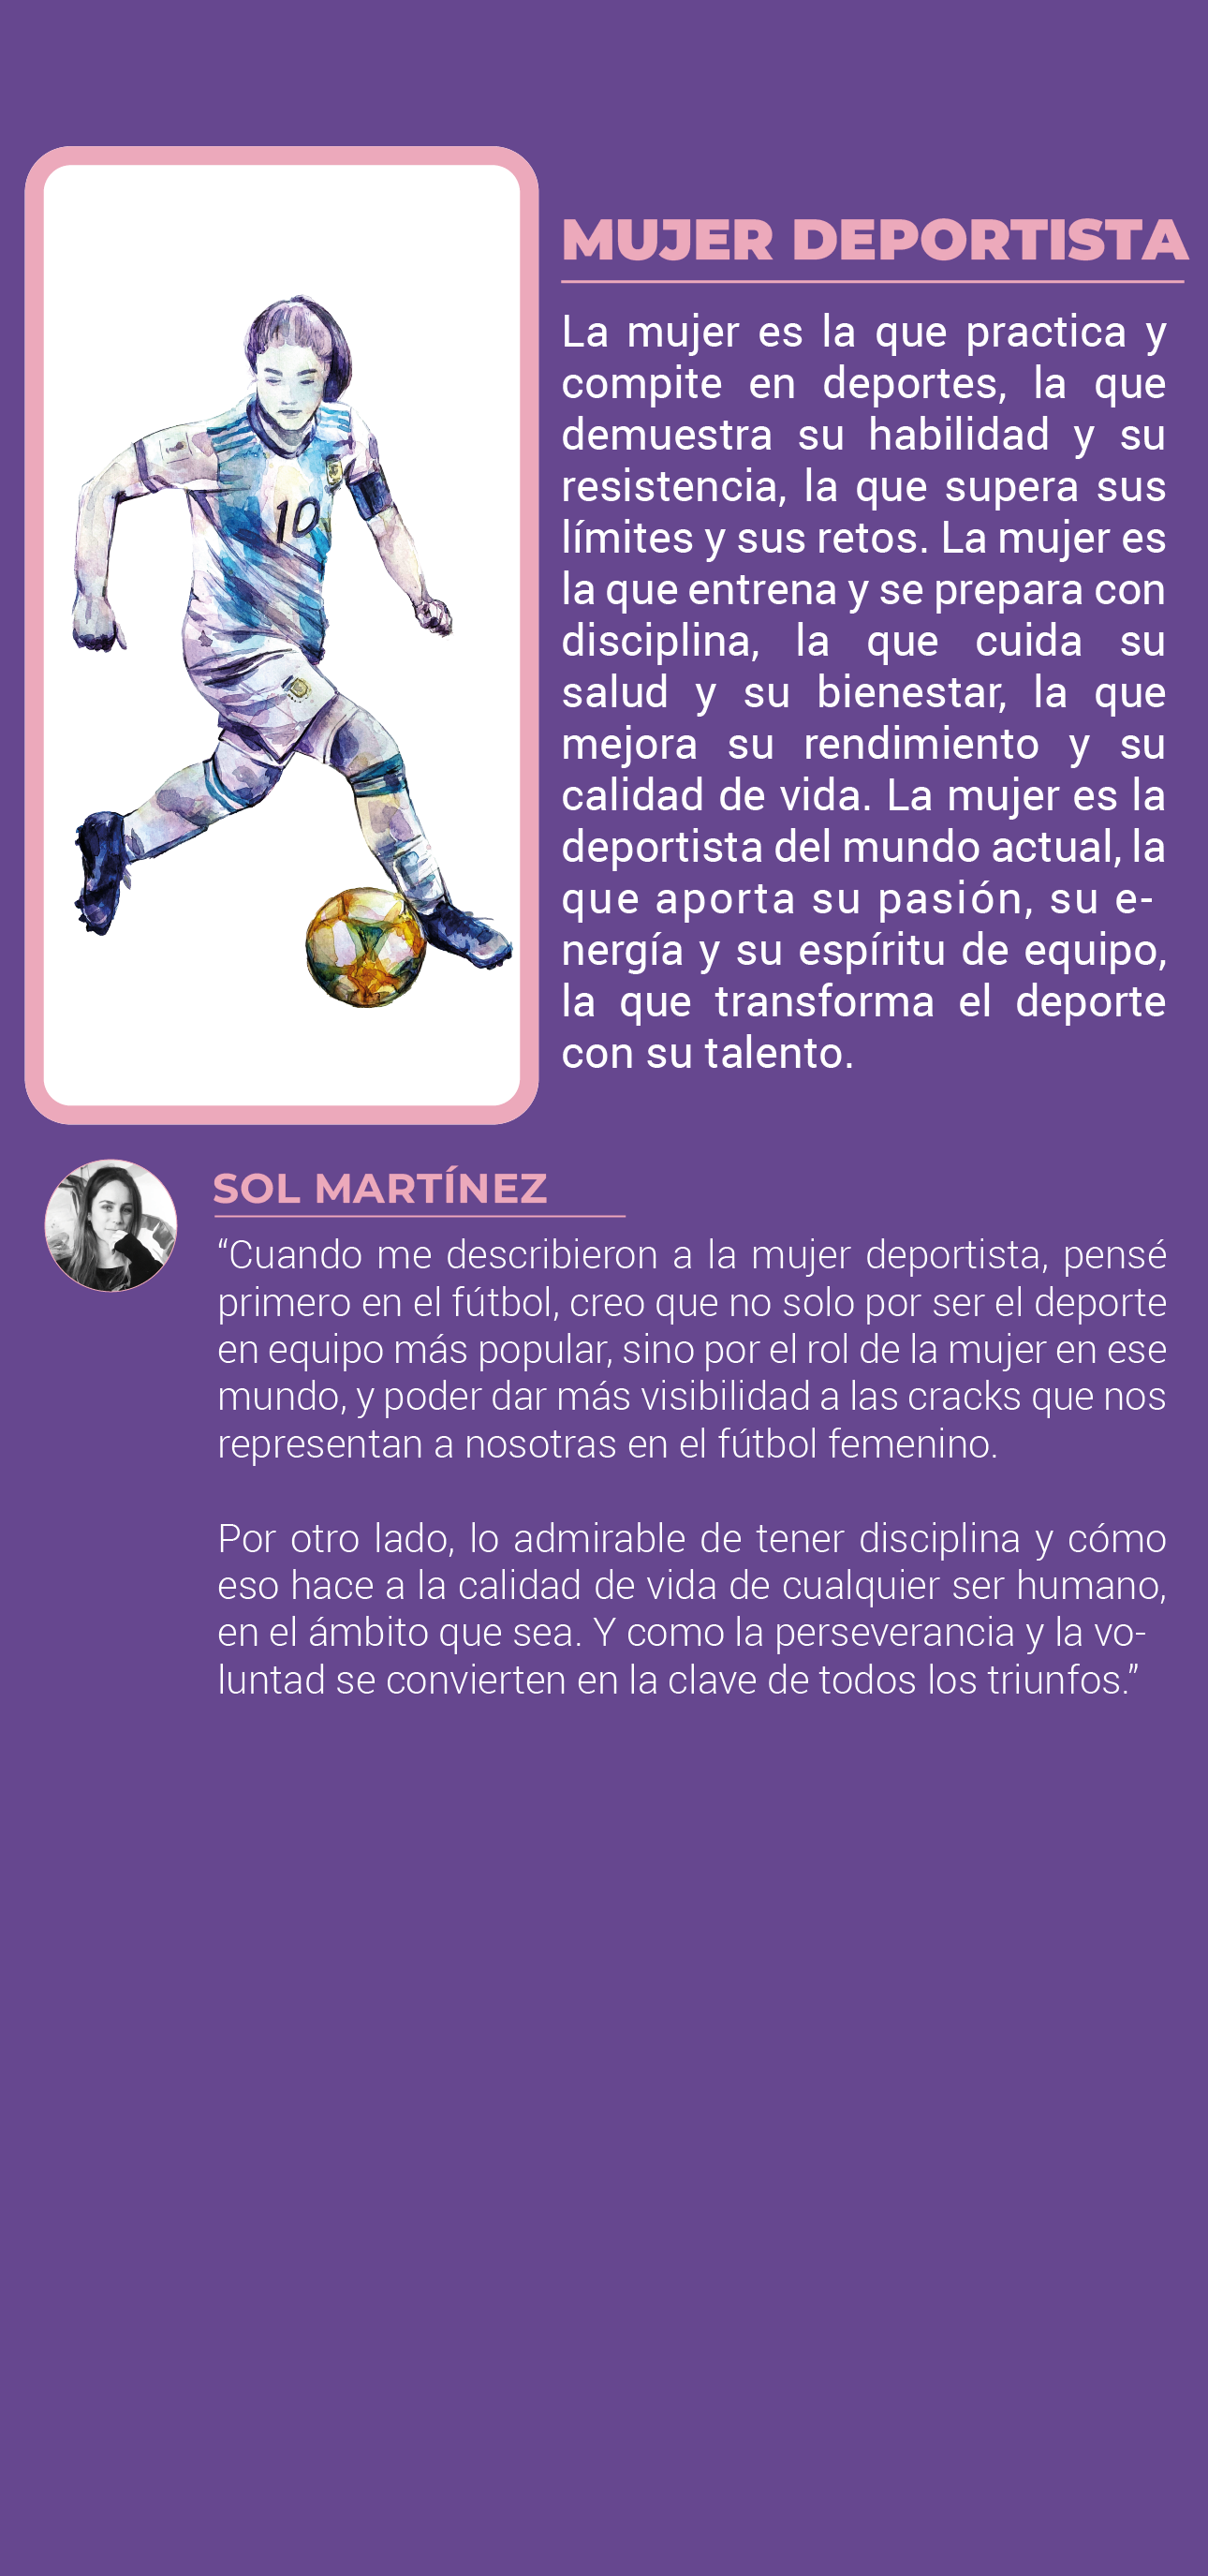 MUJER DEPORTISTA
La mujer es la que practica y
compite en deportes, la que
demuestra su habilidad y su
resistencia, la que supera sus
límites y sus retos. La mujer es
la que entrena y se prepara con
disciplina, la que cuida su
salud y su bienestar, la que
mejora su rendimiento y su
calidad de vida. La mujer es la
deportista del mundo actual, la
que aporta su pasión, su e-
nergía y su espíritu de equipo,
la que transforma el deporte
con su talento.
10
SOL MARTÍNEZ
“Cuando me describieron a la mujer deportista, pensé
primero en el fútbol, creo que no solo por ser el deporte
en equipo más popular, sino por el rol de la mujer en ese
mundo, y poder dar más visibilidad a las cracks que nos
representan a nosotras en el fútbol femenino.
Por otro lado, lo admirable de tener disciplina y cómo
eso hace a la calidad de vida de cualquier ser humano,
en el ámbito que sea. Y como la perseverancia y la vo-
luntad se convierten en la clave de todos los triunfos.”